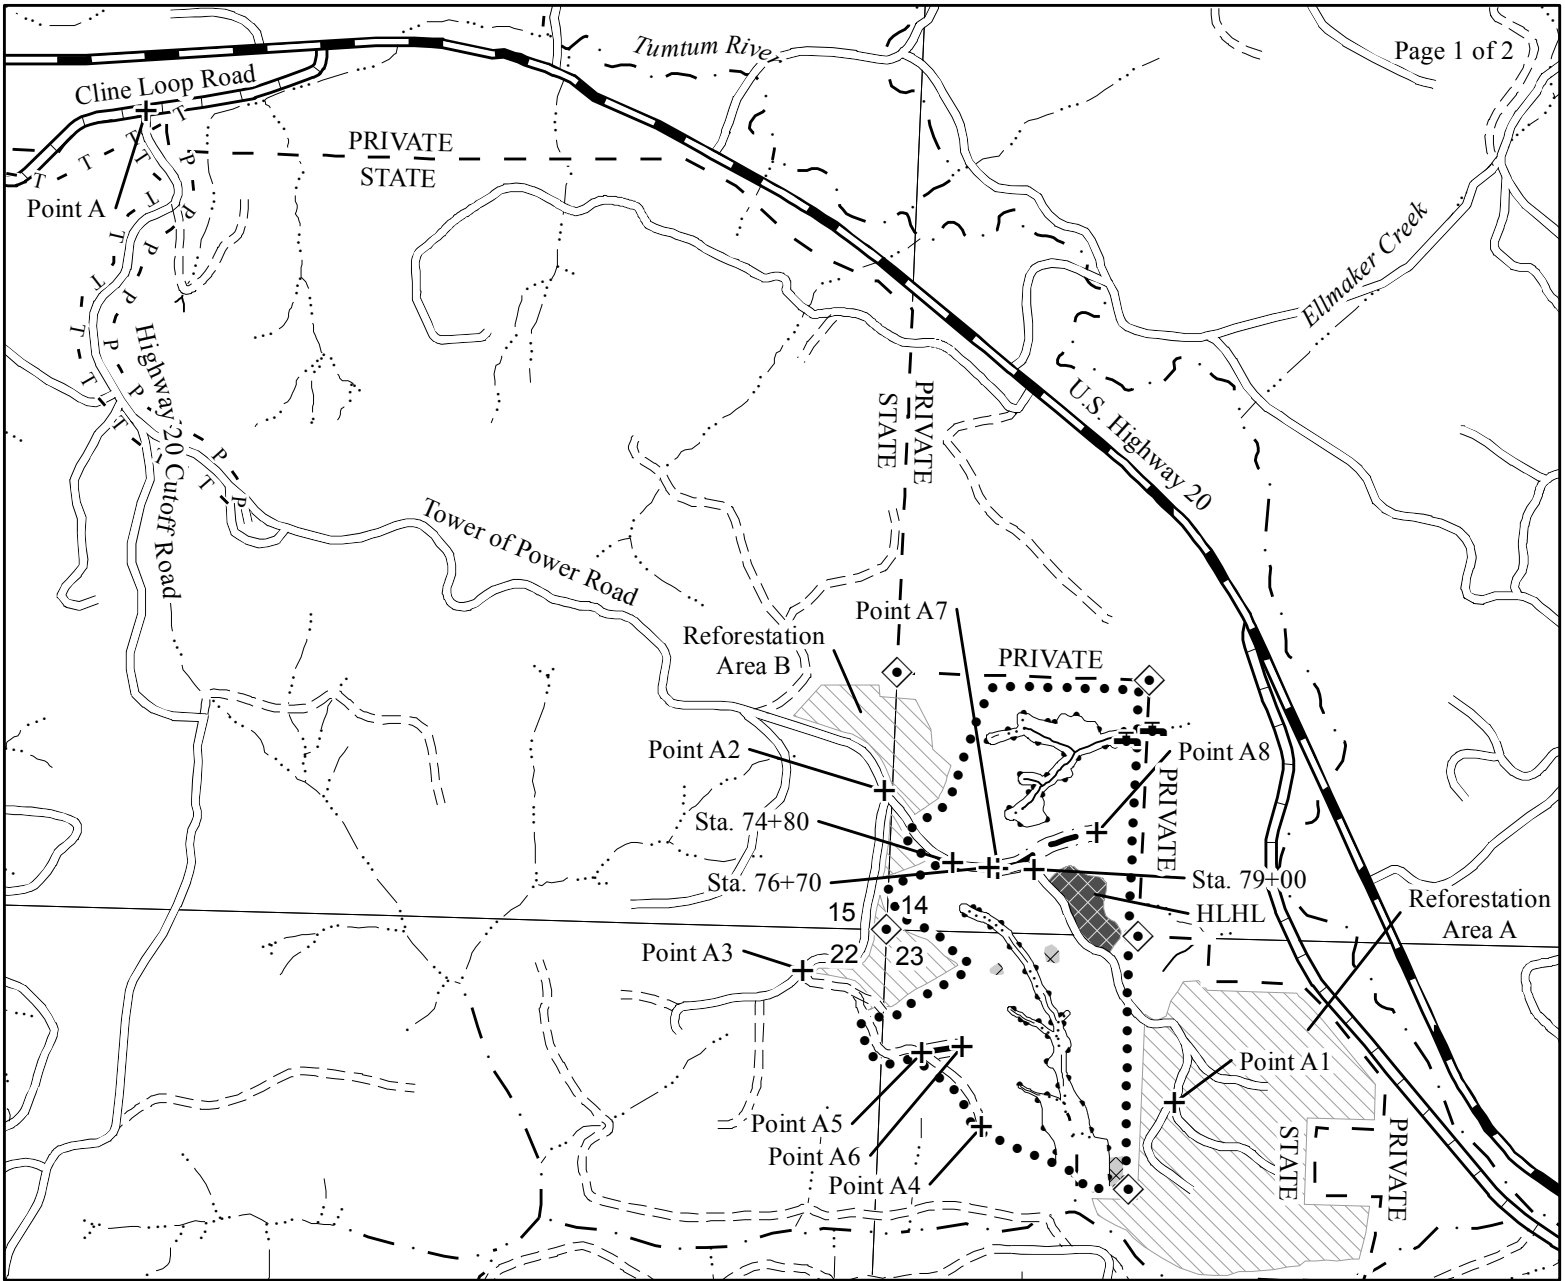 Page 1 of 2
Tumtum River
Cline Loop Road
PRIVATE
STATE
Point A
Ellmaker Creek
Highway 20 Cutoff Road
PRIVATE
STATE
U.S. Highway 20
Tower of Power Road
Point A7
Reforestation
Area B
PRIVATE
Point A2
Point A8
PRIVATE
Sta. 74+80
Sta. 76+70
Sta. 79+00
HLHL
Reforestation
Area A
15
14
22
23
Point A3
Point A1
Point A5
Point A6
Point A4
STATE
PRIVATE
T T T T T T T T T T T T T T
P P P P P P P P